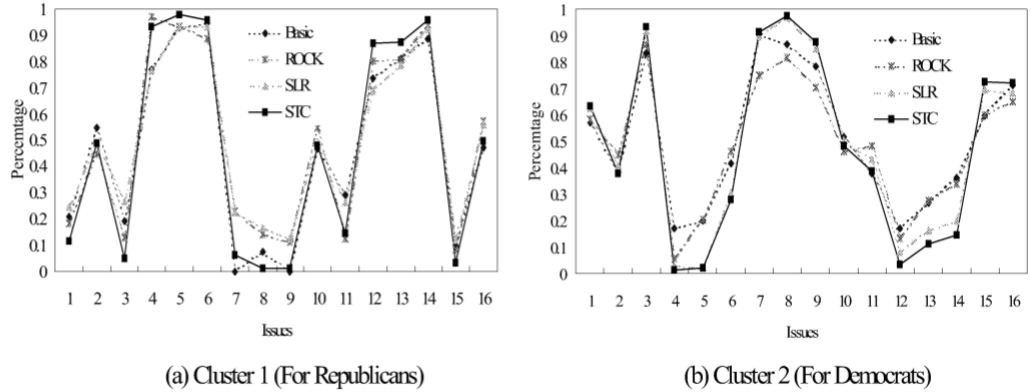 1
0.9
0.8
0.7
0.6
0.5
0.4
0.3
0.2
0.1
0
Percemtage
Basic
ROCK
SLR
STC
1 2 3 4 5 6 7 8 9 10 11 12 13 14 15 16
Issues
(a) Cluster 1 (For Republicans)
1
0.9
0.8
0.7
0.6
0.5
0.4
0.3
0.2
0.1
0
Percemtage
Basic
ROCK
SLR
STC
1 2 3 4 5 6 7 8 9 10 11 12 13 14 15 16
Issues
(b) Cluster 2 (For Democrats)